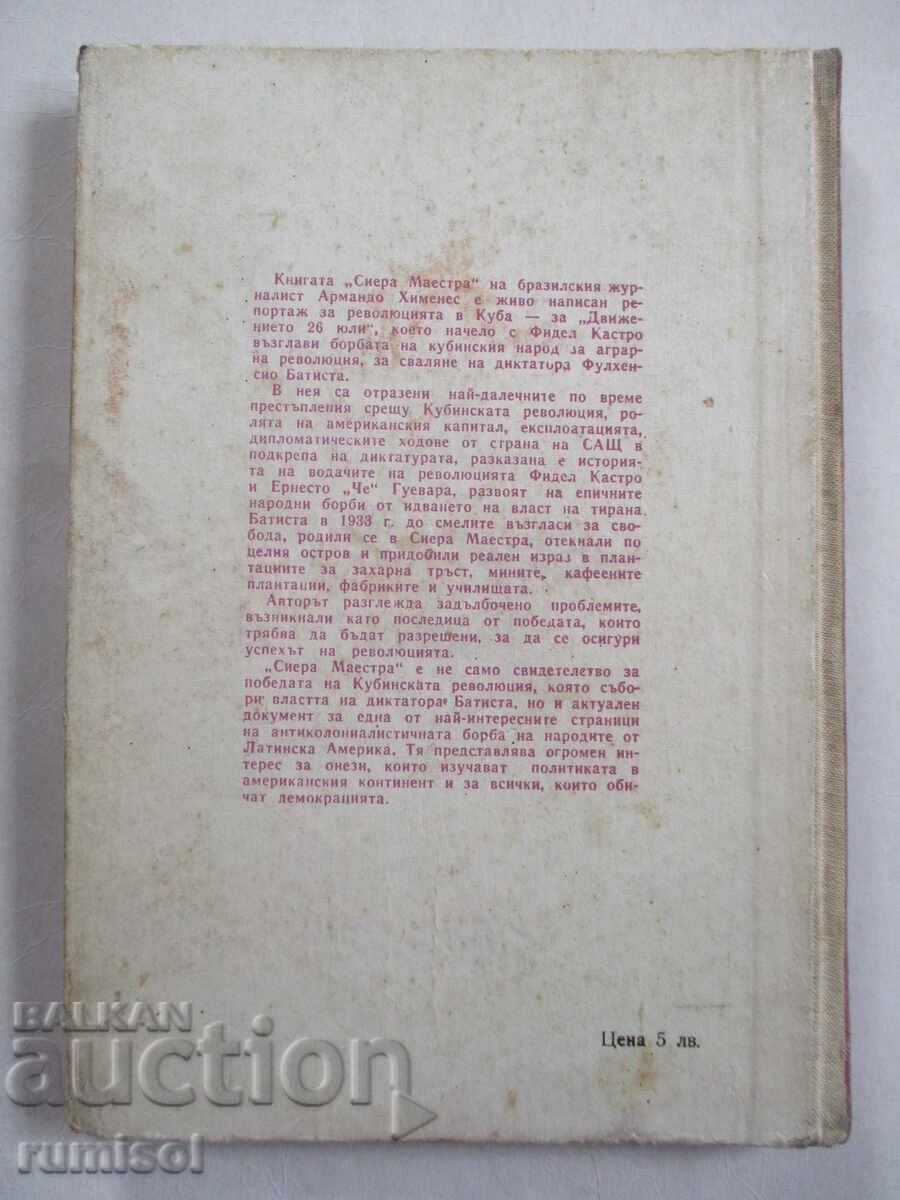 Книгата „Сиера Маестра“ на бразилския жур-
налист Армандо Хименес е живо написан ре-
портаж за революцията в Куба — за „Движе-
нието 26 юли“, което начело с Фидел Кастро
възглави борбата на кубинския народ за аграр-
на революция, за сваляне на диктатора Фулхен-
сио Батиста.
В нея са отразени най-далечните по време
престъпления срещу Кубинската революция, ро-
лята на американския капитал, експлоатацията,
дипломатическите ходове от страна на САЩ в
подкрепа на диктатурата, разказана е история-
та на водачите на революцията Фидел Кастро
и Ернесто „Че“ Гуевара, развоят на епичните
народни борби от идването на власт на тирана
Батиста в 1933 г. до смелите възгласи за сво-
бода, родили се в Сиера Маестра, отекнали по
целия остров и придобили реален израз в план-
тациите за захарна тръст, мините, кафеените
плантации, фабриките и училищата.
Авторът разглежда задълбочено проблемите,
възникнали като последица от победата, които
трябва да бъдат разрешени, за да се осигури
успехът на революцията.
„Сиера Маестра“ е не само свидетелство за
победата на Кубинската революция, която събо-
ри властта на диктатора Батиста, но и актуален
документ за една от най-интересните страници
на антиколониалистичната борба на народите от
Латинска Америка. Тя представлява огромен ин-
терес за онези, които изучават политиката в
американския континент и за всички, които оби-
чат демокрацията.
Цена 5 лв.
BALKAN
auction
rumisol